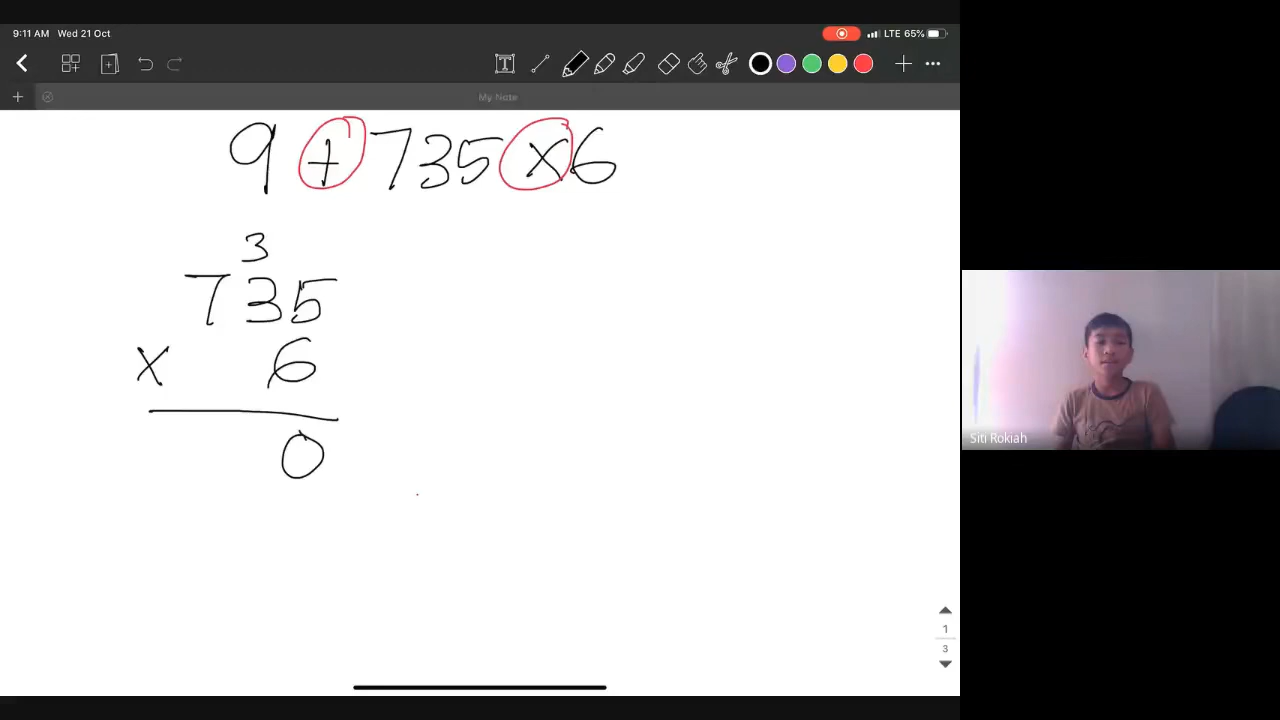 9:11 AM Wed 21 Oct
LTE 65%
My Note
9 + 735 × 6
3
735
× 6
0
Siti Rokiah
1
3